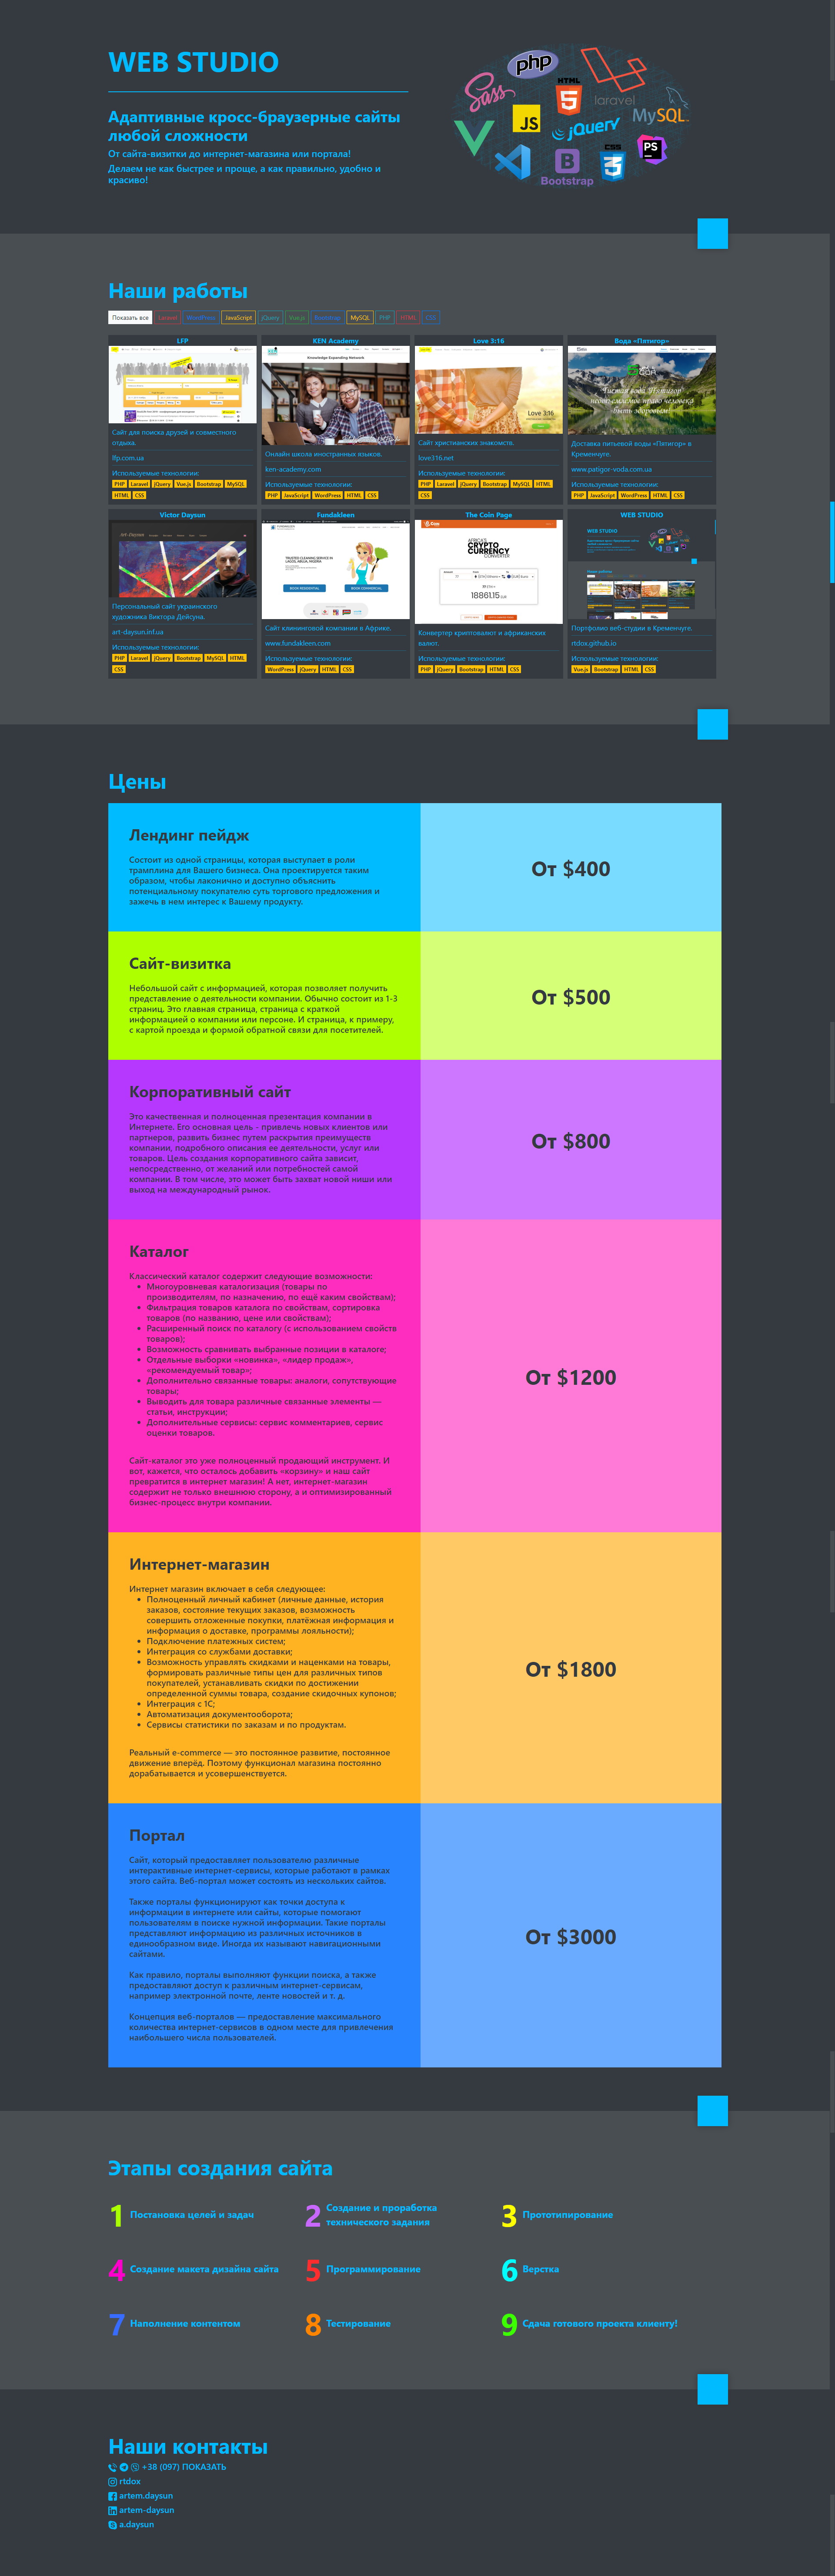 WEB STUDIO
Адаптивные кросс-браузерные сайты
любой сложности
От сайта-визитки до интернет-магазина или портала!
Делаем не как быстрее и проще, а как правильно, удобно и
красиво!
Sass
php
HTML
laravel
JS
jQuery
MySQL
CSS
PS
B
Bootstrap
Наши работы
Показать все Laravel WordPress JavaScript jQuery Vue.js Bootstrap MySQL PHP HTML CSS
LFP
Сайт для поиска друзей и совместного
отдыха.
lfp.com.ua
Используемые технологии:
PHP Laravel jQuery Vue.js Bootstrap MySQL
HTML CSS
KEN Academy
Knowledge Expanding Network
Онлайн школа иностранных языков.
ken-academy.com
Используемые технологии:
PHP JavaScript WordPress HTML CSS
Love 3:16
Love 3:16
Сайт христианских знакомств.
love316.net
Используемые технологии:
PHP Laravel jQuery Bootstrap MySQL HTML
CSS
Вода «Пятигор»
Чистая вода "Пятигор"
быть здоровым!
Доставка питьевой воды «Пятигор» в
Кременчуге.
www.patigor-voda.com.ua
Используемые технологии:
PHP JavaScript WordPress HTML CSS
Victor Daysun
Персональный сайт украинского
художника Виктора Дейсуна.
art-daysun.inf.ua
Используемые технологии:
PHP Laravel jQuery Bootstrap MySQL HTML
CSS
Fundakleen
TRUSTED CLEANING SERVICE IN
LAGOS, ABUJA, NIGERIA
BOOK RESIDENTIAL
BOOK COMMERCIAL
Сайт клининговой компании в Африке.
www.fundakleen.com
Используемые технологии:
WordPress jQuery HTML CSS
The Coin Page
AFRICA'S
CRYPTO
CURRENCY
CONVERTER
18861.15
Конвертер криптовалют и африканских
валют.
Используемые технологии:
PHP jQuery Bootstrap HTML CSS
WEB STUDIO
WEB STUDIO
Наши работы
Портфолио веб-студии в Кременчуге.
rtdox.github.io
Используемые технологии:
Vue.js Bootstrap HTML CSS
Цены
Лендинг пейдж
Состоит из одной страницы, которая выступает в роли
трамплина для Вашего бизнеса. Она проектируется таким
образом, чтобы лаконично и доступно объяснить
потенциальному покупателю суть торгового предложения и
зажечь в нем интерес к Вашему продукту.
От $400
Сайт-визитка
Небольшой сайт с информацией, которая позволяет получить
представление о деятельности компании. Обычно состоит из 1-3
страниц. Это главная страница, страница с краткой
информацией о компании или персоне. И страница, к примеру,
с картой проезда и формой обратной связи для посетителей.
От $500
Корпоративный сайт
Это качественная и полноценная презентация компании в
Интернете. Его основная цель - привлечь новых клиентов или
партнеров, развить бизнес путем раскрытия преимуществ
компании, подробного описания ее деятельности, услуг или
товаров. Цель создания корпоративного сайта зависит,
непосредственно, от желаний или потребностей самой
компании. В том числе, это может быть захват новой ниши или
выход на международный рынок.
От $800
Каталог
Классический каталог содержит следующие возможности:
• Многоуровневая каталогизация (товары по
производителям, по назначению, по ещё каким свойствам);
• Фильтрация товаров каталога по свойствам, сортировка
товаров (по названию, цене или свойствам);
• Расширенный поиск по каталогу (с использованием свойств
товаров);
• Возможность сравнивать выбранные позиции в каталоге;
• Отдельные выборки «новинка», «лидер продаж»,
«рекомендуемый товар»;
• Дополнительно связанные товары: аналоги, сопутствующие
товары;
• Выводить для товара различные связанные элементы —
статьи, инструкции;
• Дополнительные сервисы: сервис комментариев, сервис
оценки товаров.
Сайт-каталог это уже полноценный продающий инструмент. И
вот, кажется, что осталось добавить «корзину» и наш сайт
превратится в интернет магазин! А нет, интернет-магазин
содержит не только внешнюю сторону, а и оптимизированный
бизнес-процесс внутри компании.
От $1200
Интернет-магазин
Интернет магазин включает в себя следующее:
• Полноценный личный кабинет (личные данные, история
заказов, состояние текущих заказов, возможность
совершить отложенные покупки, платёжная информация и
информация о доставке, программы лояльности);
• Подключение платежных систем;
• Интеграция со службами доставки;
• Возможность управлять скидками и наценками на товары,
формировать различные типы цен для различных типов
покупателей, устанавливать скидки по достижении
определенной суммы товара, создание скидочных купонов;
• Интеграция с 1С;
• Автоматизация документооборота;
• Сервисы статистики по заказам и по продуктам.
Реальный e-commerce — это постоянное развитие, постоянное
движение вперёд. Поэтому функционал магазина постоянно
дорабатывается и усовершенствуется.
От $1800
Портал
Сайт, который предоставляет пользователю различные
интерактивные интернет-сервисы, которые работают в рамках
этого сайта. Веб-портал может состоять из нескольких сайтов.
Также порталы функционируют как точки доступа к
информации в интернете или сайты, которые помогают
пользователям в поиске нужной информации. Такие порталы
представляют информацию из различных источников в
единообразном виде. Иногда их называют навигационными
сайтами.
Как правило, порталы выполняют функции поиска, а также
предоставляют доступ к различным интернет-сервисам,
например электронной почте, ленте новостей и т. д.
Концепция веб-порталов — предоставление максимального
количества интернет-сервисов в одном месте для привлечения
наибольшего числа пользователей.
От $3000
Этапы создания сайта
1 Постановка целей и задач
2 Создание и проработка
технического задания
3 Прототипирование
4 Создание макета дизайна сайта
5 Программирование
6 Верстка
7 Наполнение контентом
8 Тестирование
9 Сдача готового проекта клиенту!
Наши контакты
+38 (097) ПОКАЗАТЬ
rtdox
artem.daysun
artem-daysun
a.daysun